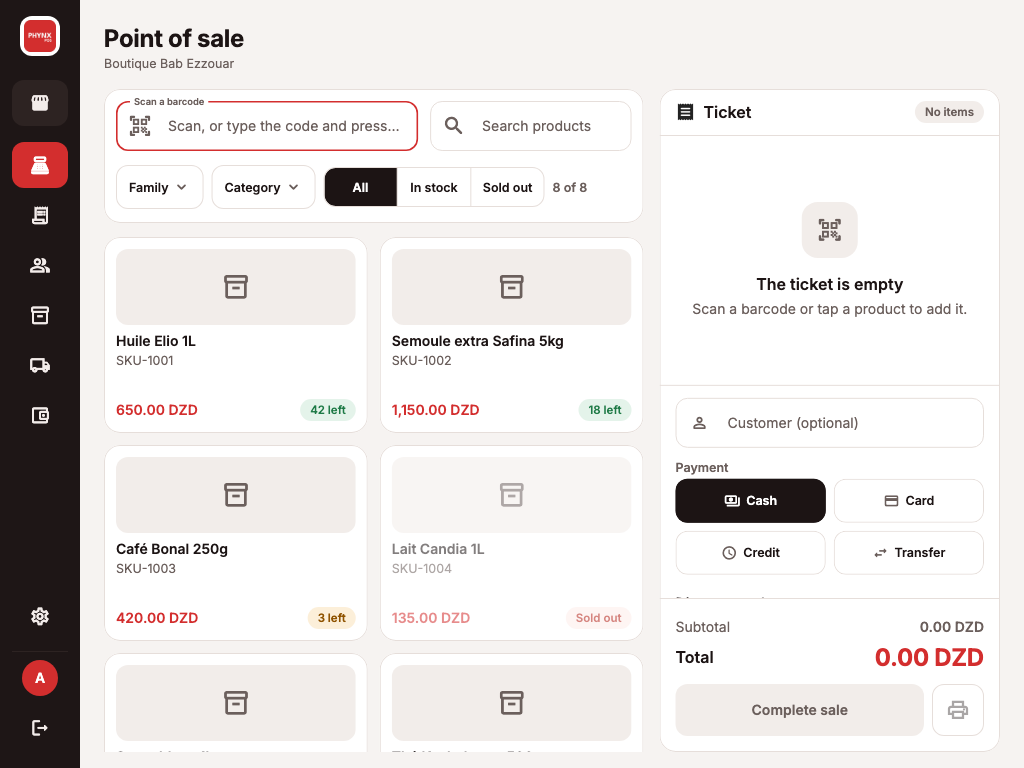 PHYNX
Point of sale
Boutique Bab Ezzouar
Scan a barcode
Scan, or type the code and press...
Search products
Family
Category
All
In stock
Sold out
8 of 8
Huile Elio 1L
SKU-1001
650.00 DZD
42 left
Semoule extra Safina 5kg
SKU-1002
1,150.00 DZD
18 left
Café Bonal 250g
SKU-1003
420.00 DZD
3 left
Lait Candia 1L
SKU-1004
135.00 DZD
Sold out
Ticket
No items
The ticket is empty
Scan a barcode or tap a product to add it.
Customer (optional)
Payment
Cash
Card
Credit
Transfer
Subtotal
0.00 DZD
Total
0.00 DZD
Complete sale
A